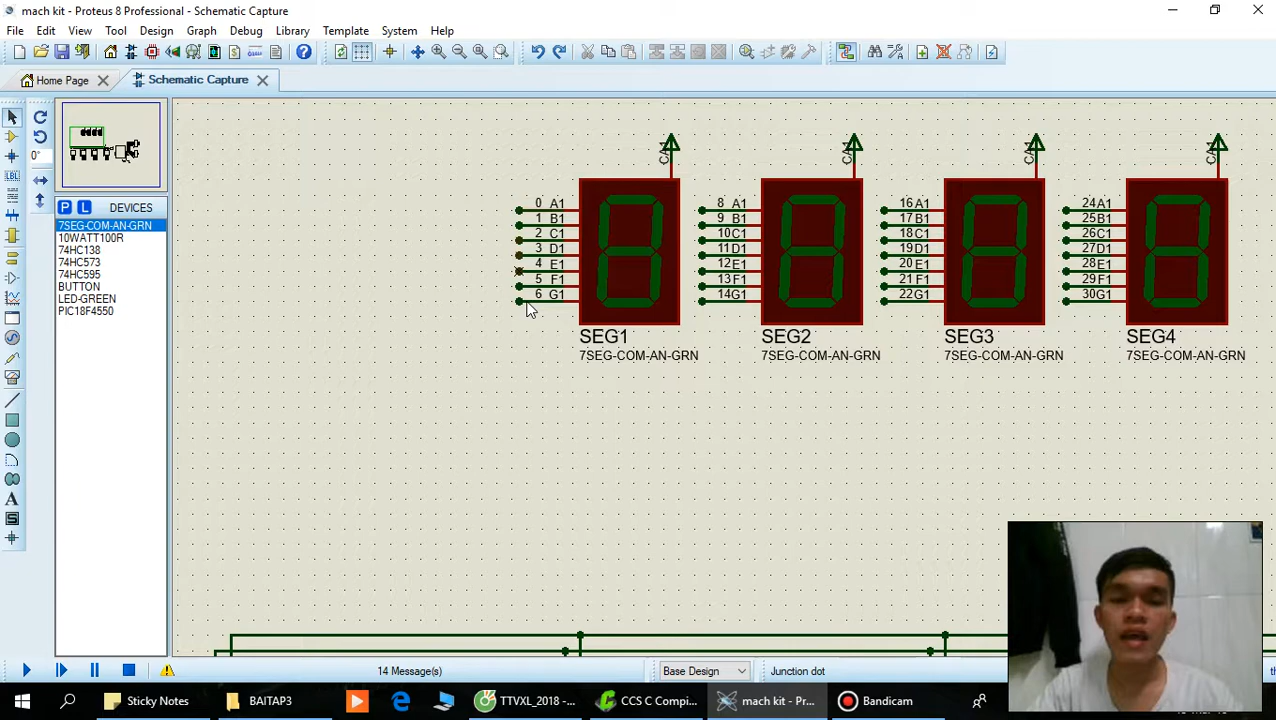 mach kit - Proteus 8 Professional - Schematic Capture
File Edit View Tool Design Graph Debug Library Template System Help
Home Page Schematic Capture
LBL
0°
P L DEVICES
7SEG-COM-AN-GRN
10WATT100R
74HC138
74HC573
74HC595
BUTTON
LED-GREEN
PIC18F4550
CA CA CA CA
0 A1 8 A1 16 A1 24 A1
1 B1 9 B1 17 B1 25 B1
2 C1 10 C1 18 C1 26 C1
3 D1 11 D1 19 D1 27 D1
4 E1 12 E1 20 E1 28 E1
5 F1 13 F1 21 F1 29 F1
6 G1 14 G1 22 G1 30 G1
SEG1 SEG2 SEG3 SEG4
7SEG-COM-AN-GRN 7SEG-COM-AN-GRN 7SEG-COM-AN-GRN 7SEG-COM-AN-GRN
14 Message(s) Base Design Junction dot
Sticky Notes BAITAP3 TTVXL_2018 -... CCS C Compi... mach kit - Pro... Bandicam